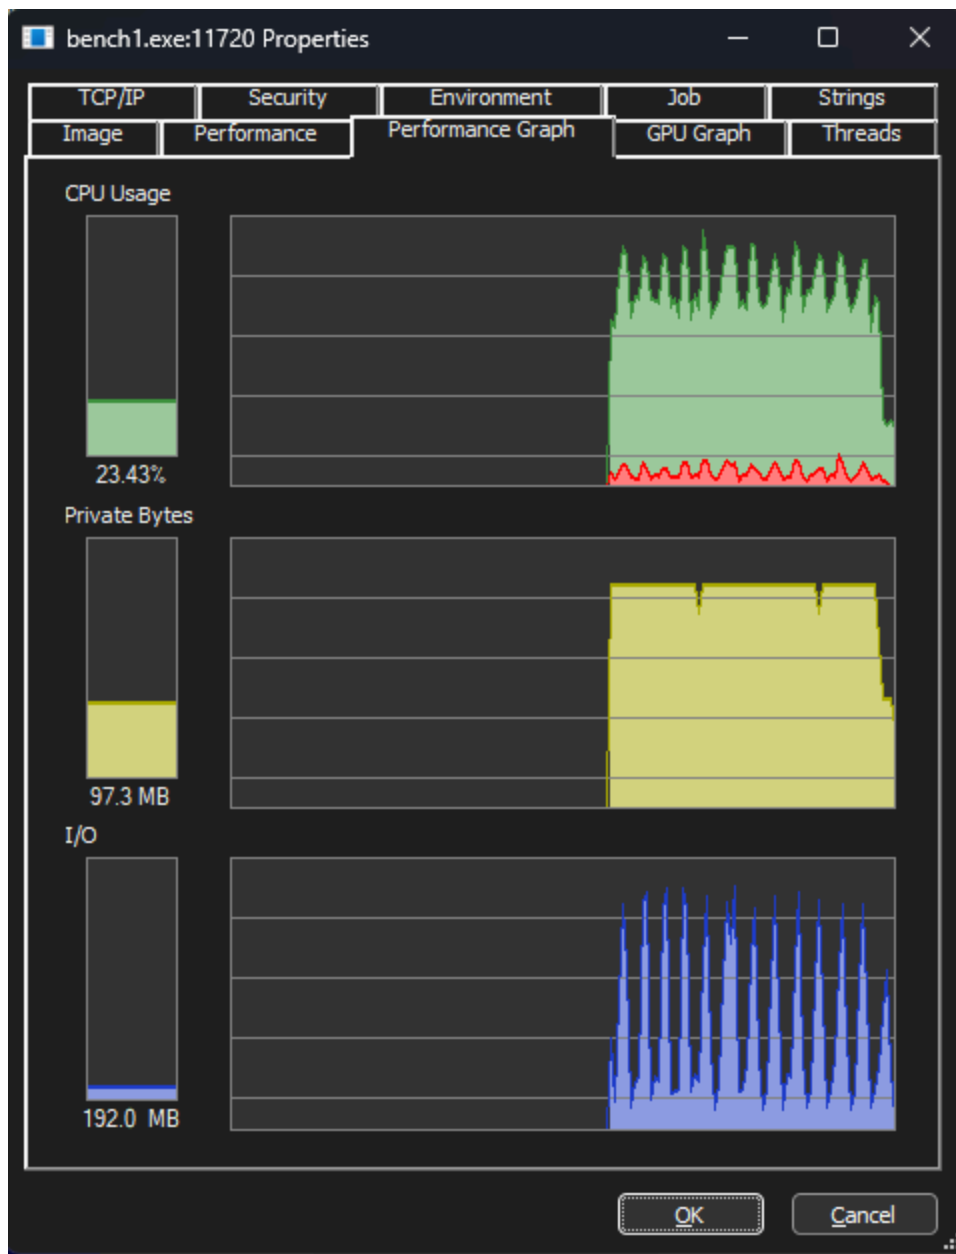 bench1.exe:11720 Properties
TCP/IP Security Environment Job Strings
Image Performance Performance Graph GPU Graph Threads
CPU Usage
23.43%
Private Bytes
97.3 MB
I/O
192.0 MB
OK Cancel